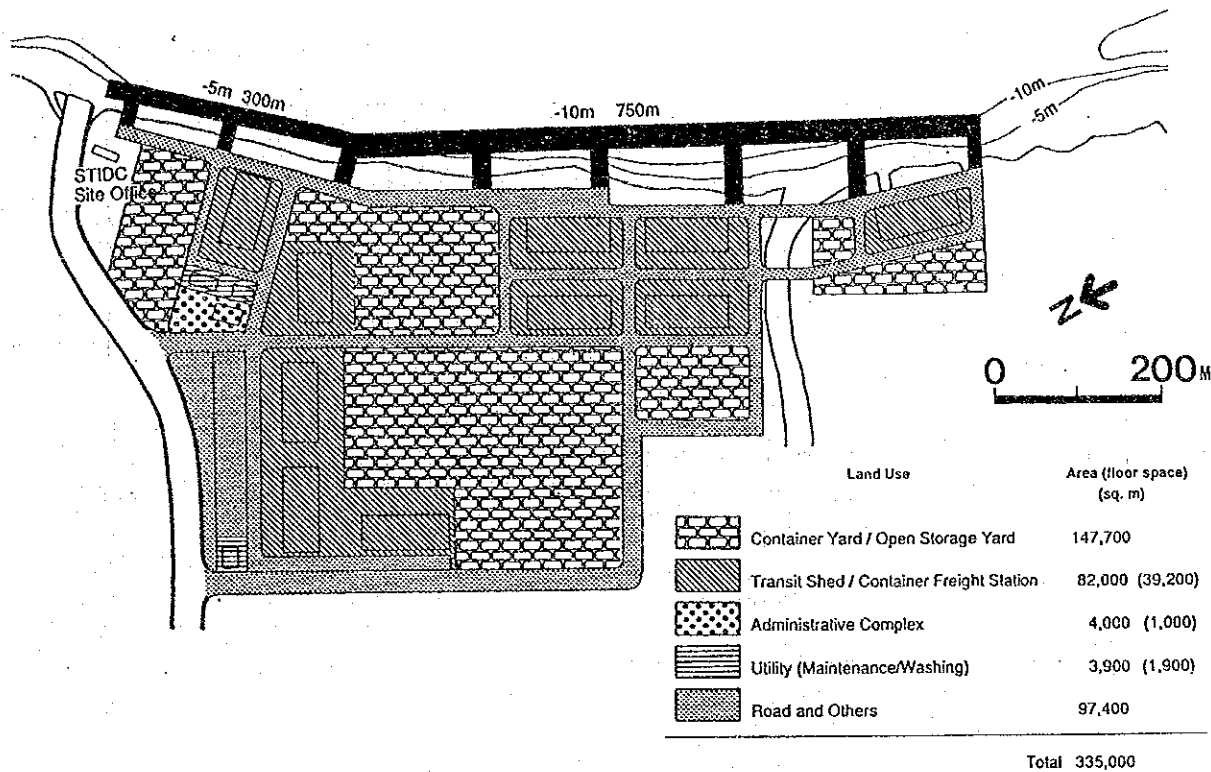 -5m 300m
-10m 750m
-10m
-5m
STIDC
Site Office
N
0 200M
Land Use Area (floor space)
(sq. m)
Container Yard / Open Storage Yard 147,700
Transit Shed / Container Freight Station 82,000 (39,200)
Administrative Complex 4,000 (1,000)
Utility (Maintenance/Washing) 3,900 (1,900)
Road and Others 97,400
Total 335,000